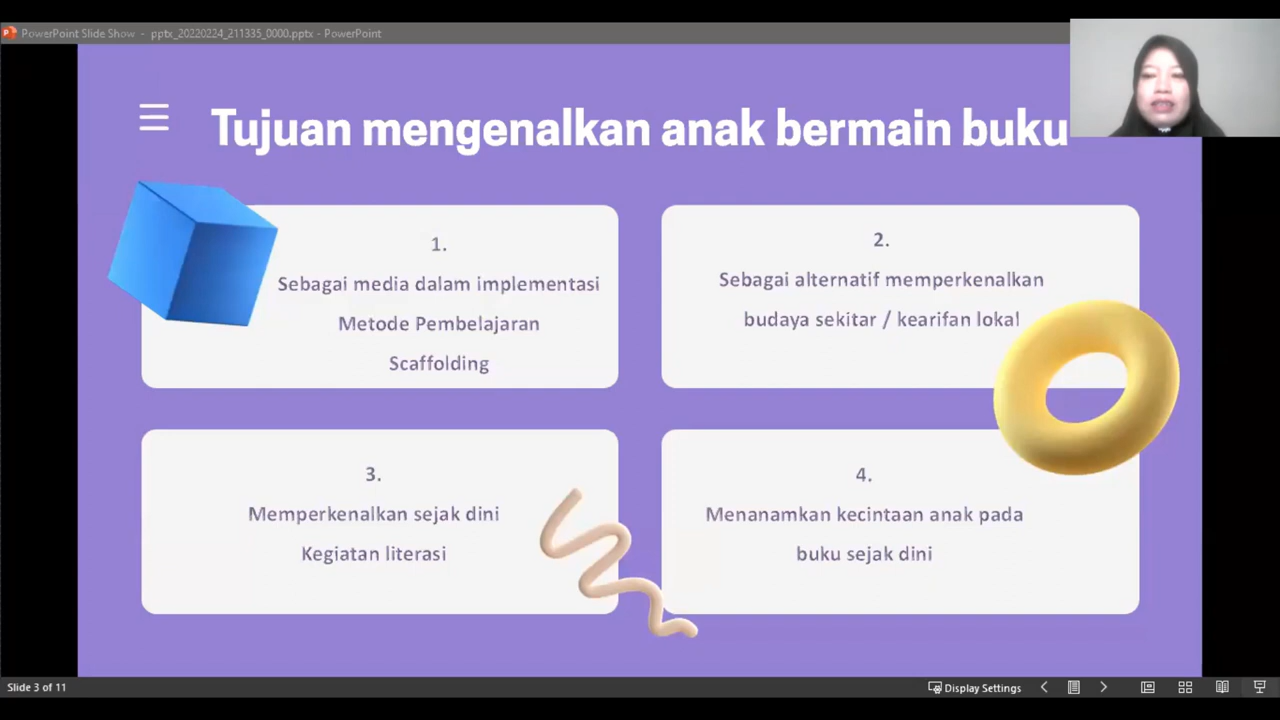 PowerPoint Slide Show - pptx_20220224_211335_0000.pptx - PowerPoint
Tujuan mengenalkan anak bermain buku
1.
Sebagai media dalam implementasi
Metode Pembelajaran
Scaffolding
2.
Sebagai alternatif memperkenalkan
budaya sekitar / kearifan lokal
3.
Memperkenalkan sejak dini
Kegiatan literasi
4.
Menanamkan kecintaan anak pada
buku sejak dini
Slide 3 of 11
Display Settings